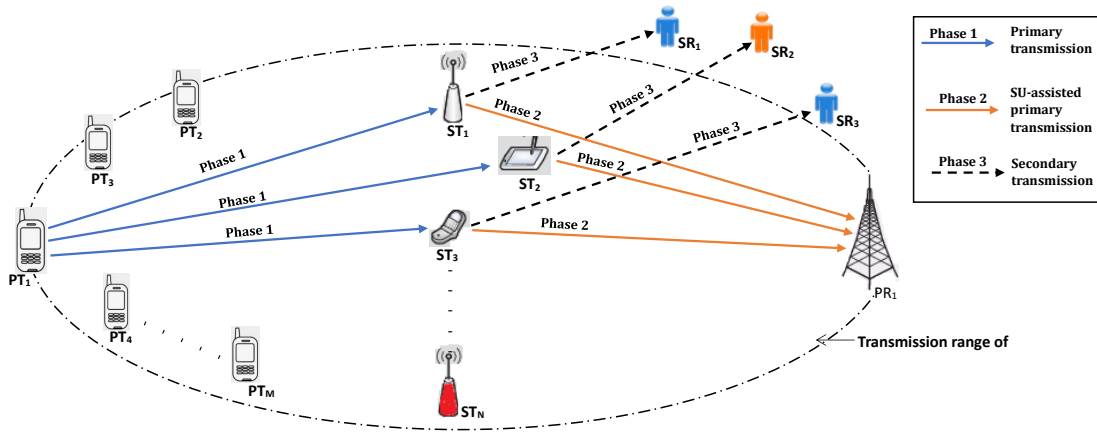 SR₁
SR₂
Phase 3
Phase 3
Phase 3
SR₃
PT₂
PT₃
ST₁
Phase 2
Phase 1
ST₂
Phase 2
Phase 1
Phase 1
ST₃
Phase 2
PT₁
PR₁
PT₄
PT_M
ST_N
Transmission range of
Phase 1
Primary
transmission
Phase 2
SU-assisted
primary
transmission
Phase 3
Secondary
transmission